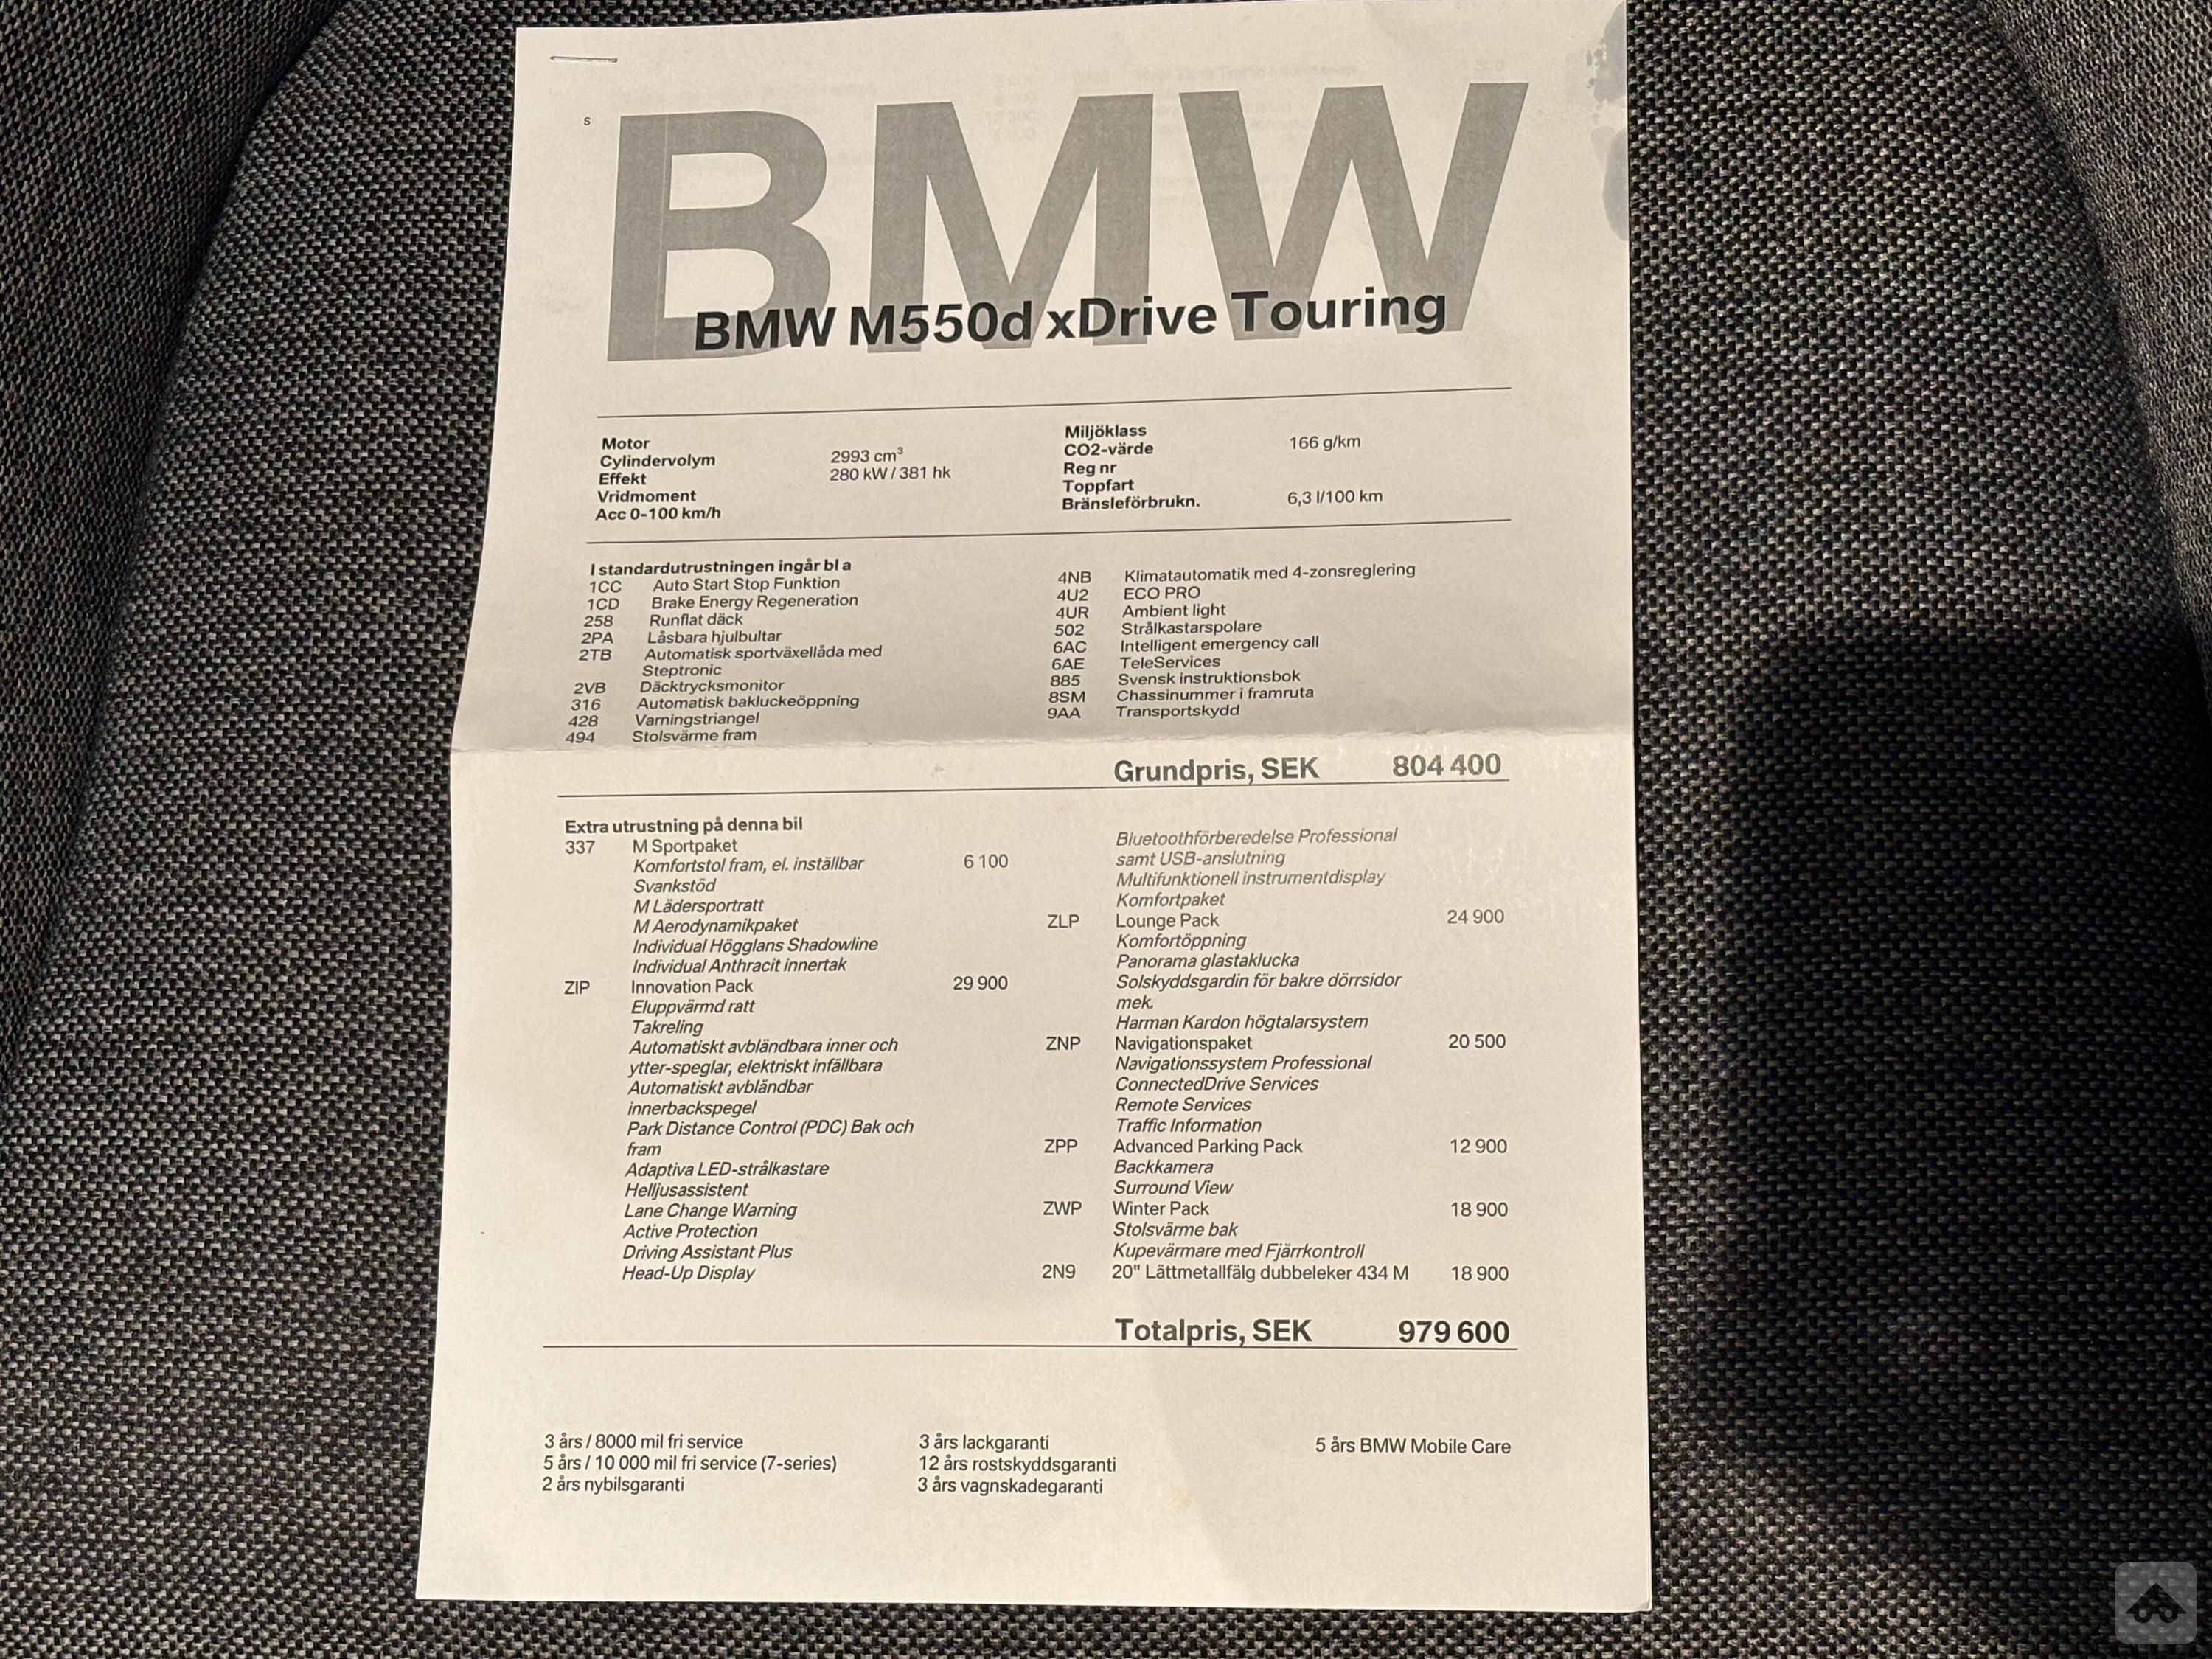 S
BMW
BMW M550d xDrive Touring
Motor
Cylindervolym 2993 cm³
Effekt 280 kW / 381 hk
Vridmoment
Acc 0-100 km/h
Miljöklass
CO2-värde 166 g/km
Reg nr
Toppfart
Bränsleförbrukn. 6,3 l/100 km
I standardutrustningen ingår bl a
1CC Auto Start Stop Funktion
1CD Brake Energy Regeneration
258 Runflat däck
2PA Låsbara hjulbultar
2TB Automatisk sportväxellåda med
Steptronic
2VB Däcktrycksmonitor
316 Automatisk bakluckeöppning
428 Varningstriangel
494 Stolsvärme fram
4NB Klimatautomatik med 4-zonsreglering
4U2 ECO PRO
4UR Ambient light
502 Strålkastarspolare
6AC Intelligent emergency call
6AE TeleServices
885 Svensk instruktionsbok
8SM Chassinummer i framruta
9AA Transportskydd
Grundpris, SEK 804 400
Extra utrustning på denna bil
337 M Sportpaket
Komfortstol fram, el. inställbar 6 100
Svankstöd
M Lädersportratt
M Aerodynamikpaket
Individual Högglans Shadowline
Individual Anthracit innertak
ZIP Innovation Pack 29 900
Eluppvärmd ratt
Takreling
Automatiskt avbländbara inner och
ytter-speglar, elektriskt infällbara
Automatiskt avbländbar
innerbackspegel
Park Distance Control (PDC) Bak och
fram
Adaptiva LED-strålkastare
Helljusassistent
Lane Change Warning
Active Protection
Driving Assistant Plus
Head-Up Display
Bluetoothförberedelse Professional
samt USB-anslutning
Multifunktionell instrumentdisplay
Komfortpaket
ZLP Lounge Pack 24 900
Komfortöppning
Panorama glastaklucka
Solskyddsgardin för bakre dörrsidor
mek.
Harman Kardon högtalarsystem
ZNP Navigationspaket 20 500
Navigationssystem Professional
ConnectedDrive Services
Remote Services
Traffic Information
ZPP Advanced Parking Pack 12 900
Backkamera
Surround View
ZWP Winter Pack 18 900
Stolsvärme bak
Kupevärmare med Fjärrkontroll
2N9 20" Lättmetallfälg dubbeleker 434 M 18 900
Totalpris, SEK 979 600
3 års / 8000 mil fri service
5 års / 10 000 mil fri service (7-series)
2 års nybilsgaranti
3 års lackgaranti
12 års rostskyddsgaranti
3 års vagnskadegaranti
5 års BMW Mobile Care